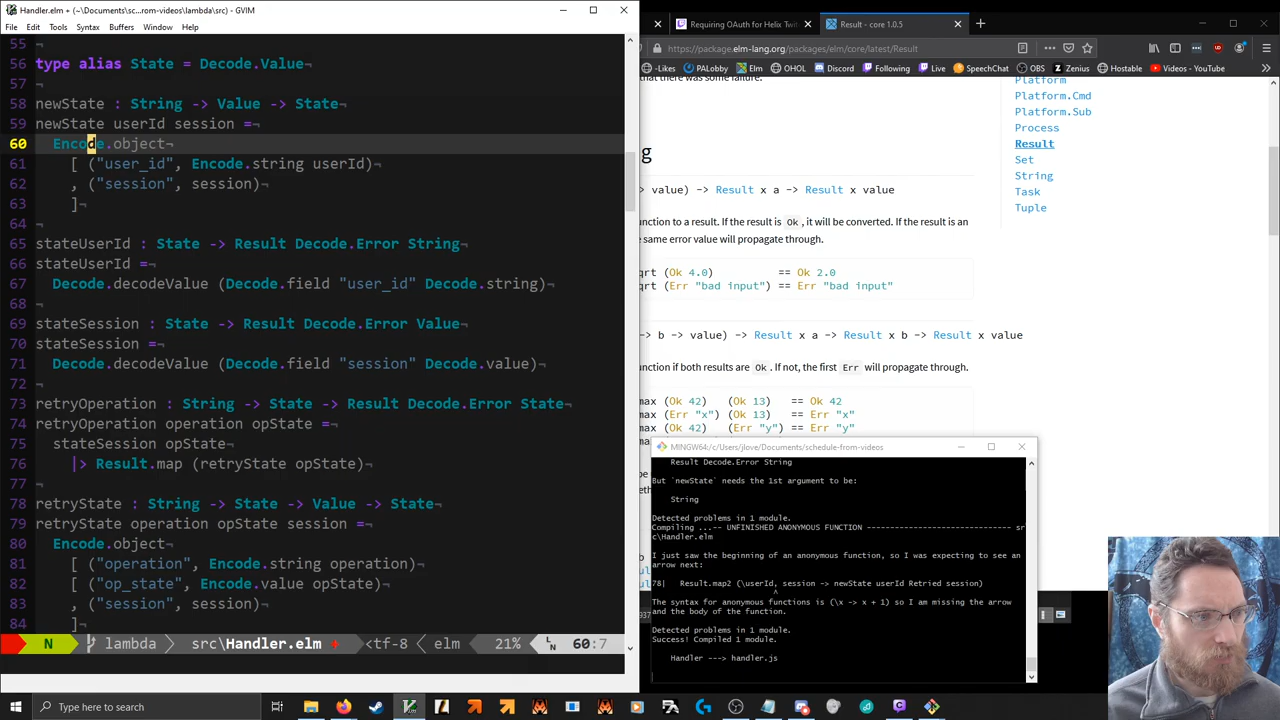 Handler.elm + (~\Documents\sc...rom-videos\lambda\src) - GVIM
File Edit Tools Syntax Buffers Window Help
55 ¬
56 type alias State = Decode.Value¬
57 ¬
58 newState : String -> Value -> State¬
59 newState userId session =¬
60 Encode.object¬
61 [ ("user_id", Encode.string userId)¬
62 , ("session", session)¬
63 ]¬
64 ¬
65 stateUserId : State -> Result Decode.Error String¬
66 stateUserId =¬
67 Decode.decodeValue (Decode.field "user_id" Decode.string)¬
68 ¬
69 stateSession : State -> Result Decode.Error Value¬
70 stateSession =¬
71 Decode.decodeValue (Decode.field "session" Decode.value)¬
72 ¬
73 retryOperation : String -> State -> Result Decode.Error State¬
74 retryOperation operation opState =¬
75 stateSession opState¬
76 |> Result.map (retryState opState)¬
77 ¬
78 retryState : String -> State -> Value -> State¬
79 retryState operation opState session =¬
80 Encode.object¬
81 [ ("operation", Encode.string operation)¬
82 [ ("op_state", Encode.value opState)¬
83 , ("session", session)¬
84 ]¬
N lambda src\Handler.elm + <tf-8 < elm 21% LN 60:7
Requiring OAuth for Helix Twi
Result - core 1.0.5
https://package.elm-lang.org/packages/elm/core/latest/Result
-Likes PALobby Elm OHOL Discord Following Live SpeechChat OBS Zenius Hostable Videos - YouTube
that there was some failure.
g
> value) -> Result x a -> Result x value
unction to a result. If the result is Ok, it will be converted. If the result is an
e same error value will propagate through.
qrt (Ok 4.0) == Ok 2.0
qrt (Err "bad input") == Err "bad input"
-> b -> value) -> Result x a -> Result x b -> Result x value
unction if both results are Ok. If not, the first Err will propagate through.
max (Ok 42) (Ok 13) == Ok 42
max (Err "x") (Ok 13) == Err "x"
max (Ok 42) (Err "y") == Err "y"
Platform
Platform.Cmd
Platform.Sub
Process
Result
Set
String
Task
Tuple
MINGW64:/c/Users/jlove/Documents/schedule-from-videos
Result Decode.Error String
But `newState` needs the 1st argument to be:
String
Detected problems in 1 module.
Compiling ...-- UNFINISHED ANONYMOUS FUNCTION ------------------------------- sr
c\Handler.elm
I just saw the beginning of an anonymous function, so I was expecting to see an
arrow next:
78| Result.map2 (\userId, session -> newState userId Retried session)
^
The syntax for anonymous functions is (\x -> x + 1) so I am missing the arrow
and the body of the function.
Detected problems in 1 module.
Success! Compiled 1 module.
Handler ---> handler.js
Type here to search